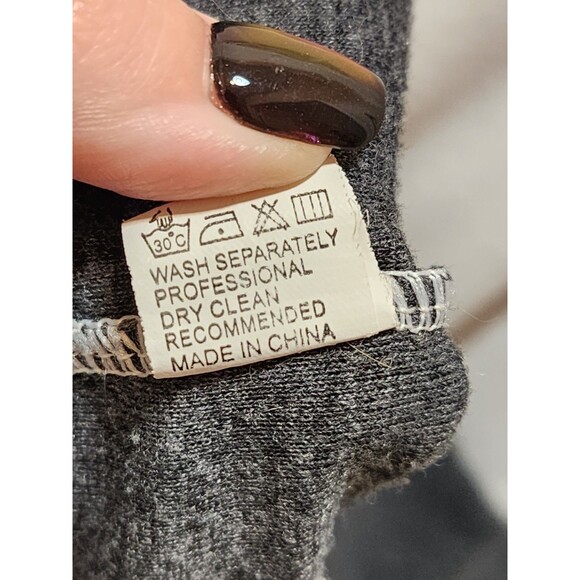 30°C
WASH SEPARATELY
PROFESSIONAL
DRY CLEAN
RECOMMENDED
MADE IN CHINA